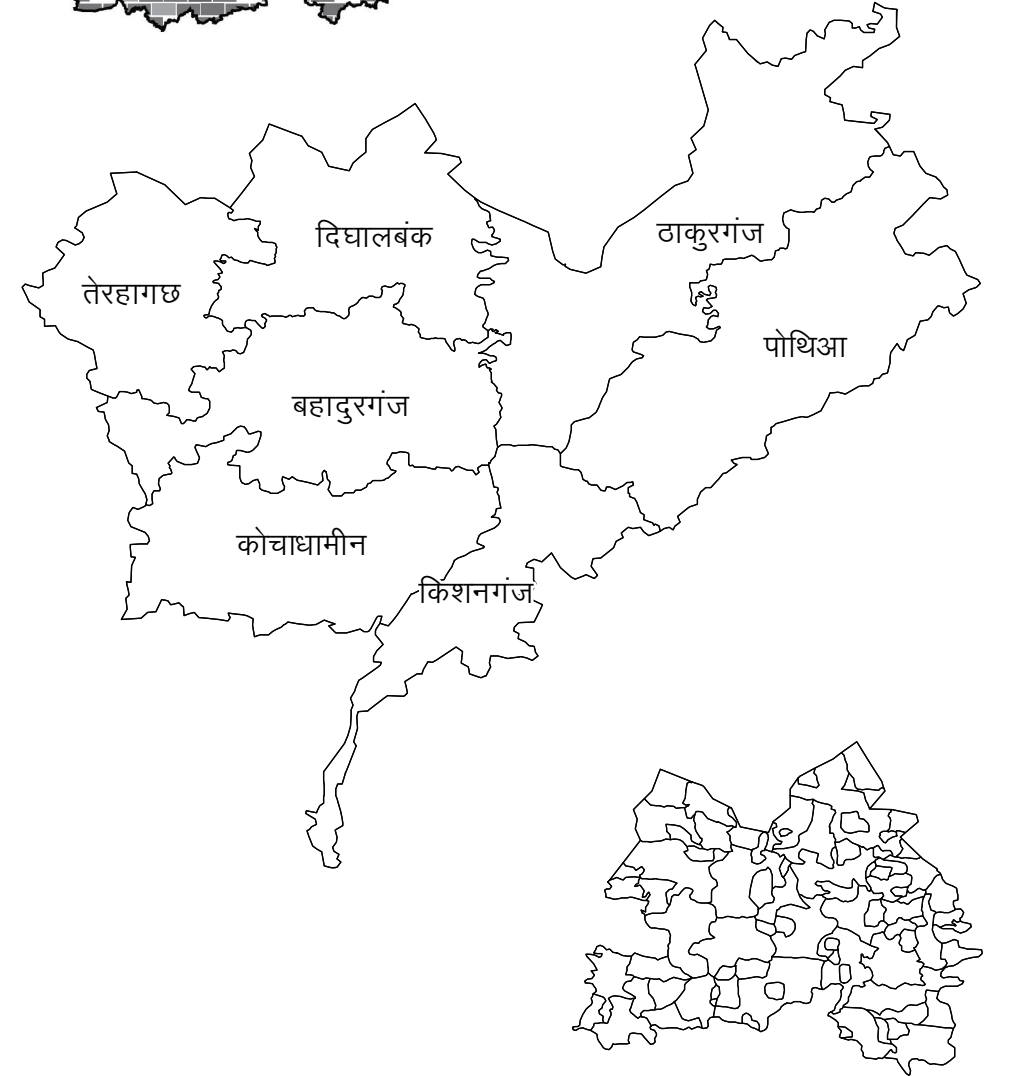 ठाकुरगंज
दिघालबंक
तेरहागछ
पोथिआ
बहादुरगंज
कोचाधामीन
किशनगंज